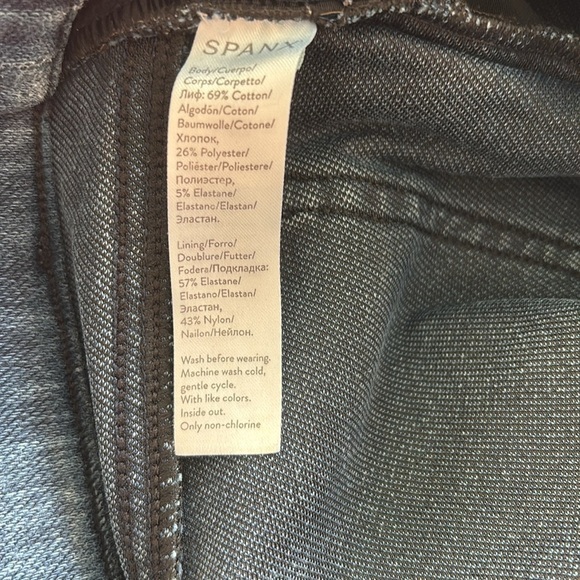 SPANX
Body/Cuerpo/
Corps/Corpetto/
Лиф: 69% Cotton/
Algodón/Coton/
Baumwolle/Cotone/
Хлопок,
26% Polyester/
Poliéster/Poliestere/
Полиэстер,
5% Elastane/
Elastano/Elastan/
Эластан.
Lining/Forro/
Doublure/Futter/
Fodera/Подкладка:
57% Elastane/
Elastano/Elastan/
Эластан,
43% Nylon/
Nailon/Нейлон.
Wash before wearing.
Machine wash cold,
gentle cycle.
With like colors.
Inside out.
Only non-chlorine